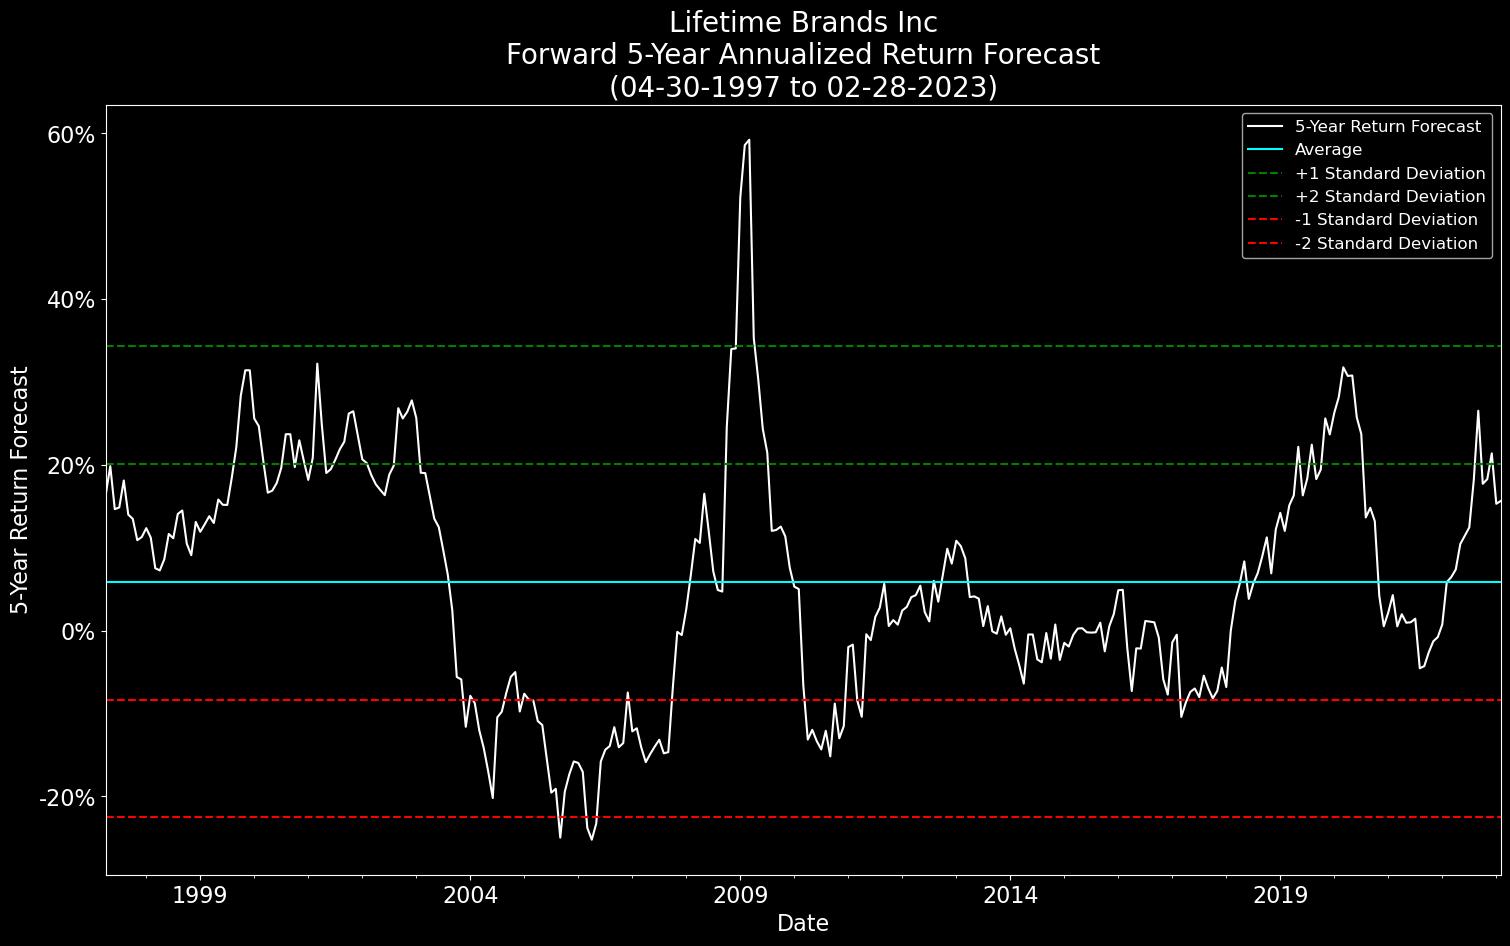 Lifetime Brands Inc
Forward 5-Year Annualized Return Forecast
(04-30-1997 to 02-28-2023)
5-Year Return Forecast
60%
40%
20%
0%
-20%
5-Year Return Forecast
Average
+1 Standard Deviation
+2 Standard Deviation
-1 Standard Deviation
-2 Standard Deviation
1999 2004 2009 2014 2019
Date